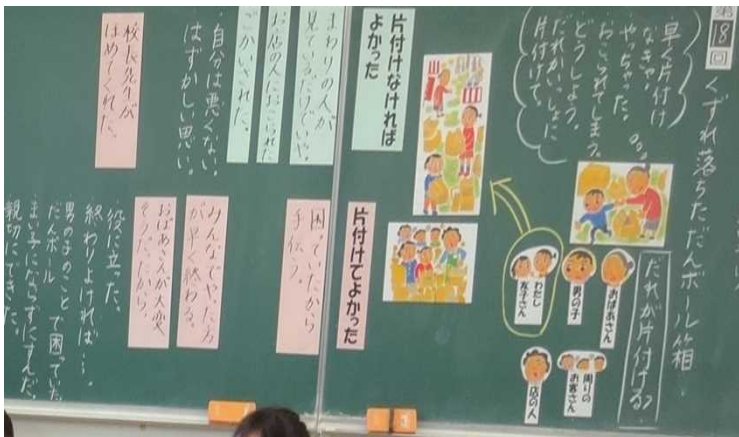 第18回
くずれ落ちただんボール箱
早く片付け
なきゃ。
やっちゃった。
おこられてしまう。
どうしよう。
だれかいっしょに
片付けて。
だれが片付ける?
おばあさん
男の子
わたし
友子さん
周りの
お客さん
店の人
片付けなければ
よかった
まわりの人が
見ているだけでいや。
お店の人におこられた
ごかいされた。
自分は悪くない。
はずかしい思い。
校長先生が
ほめてくれた。
片付けてよかった
困っていたから
手伝う。
みんなでやった方
が早く終わる。
おばあさんが大変
そうだったから。
役に立った。
終わりよければ…。
男の子のこと
だんボール
で困っていた
まい子にならずにすんだ。
親切にできた。